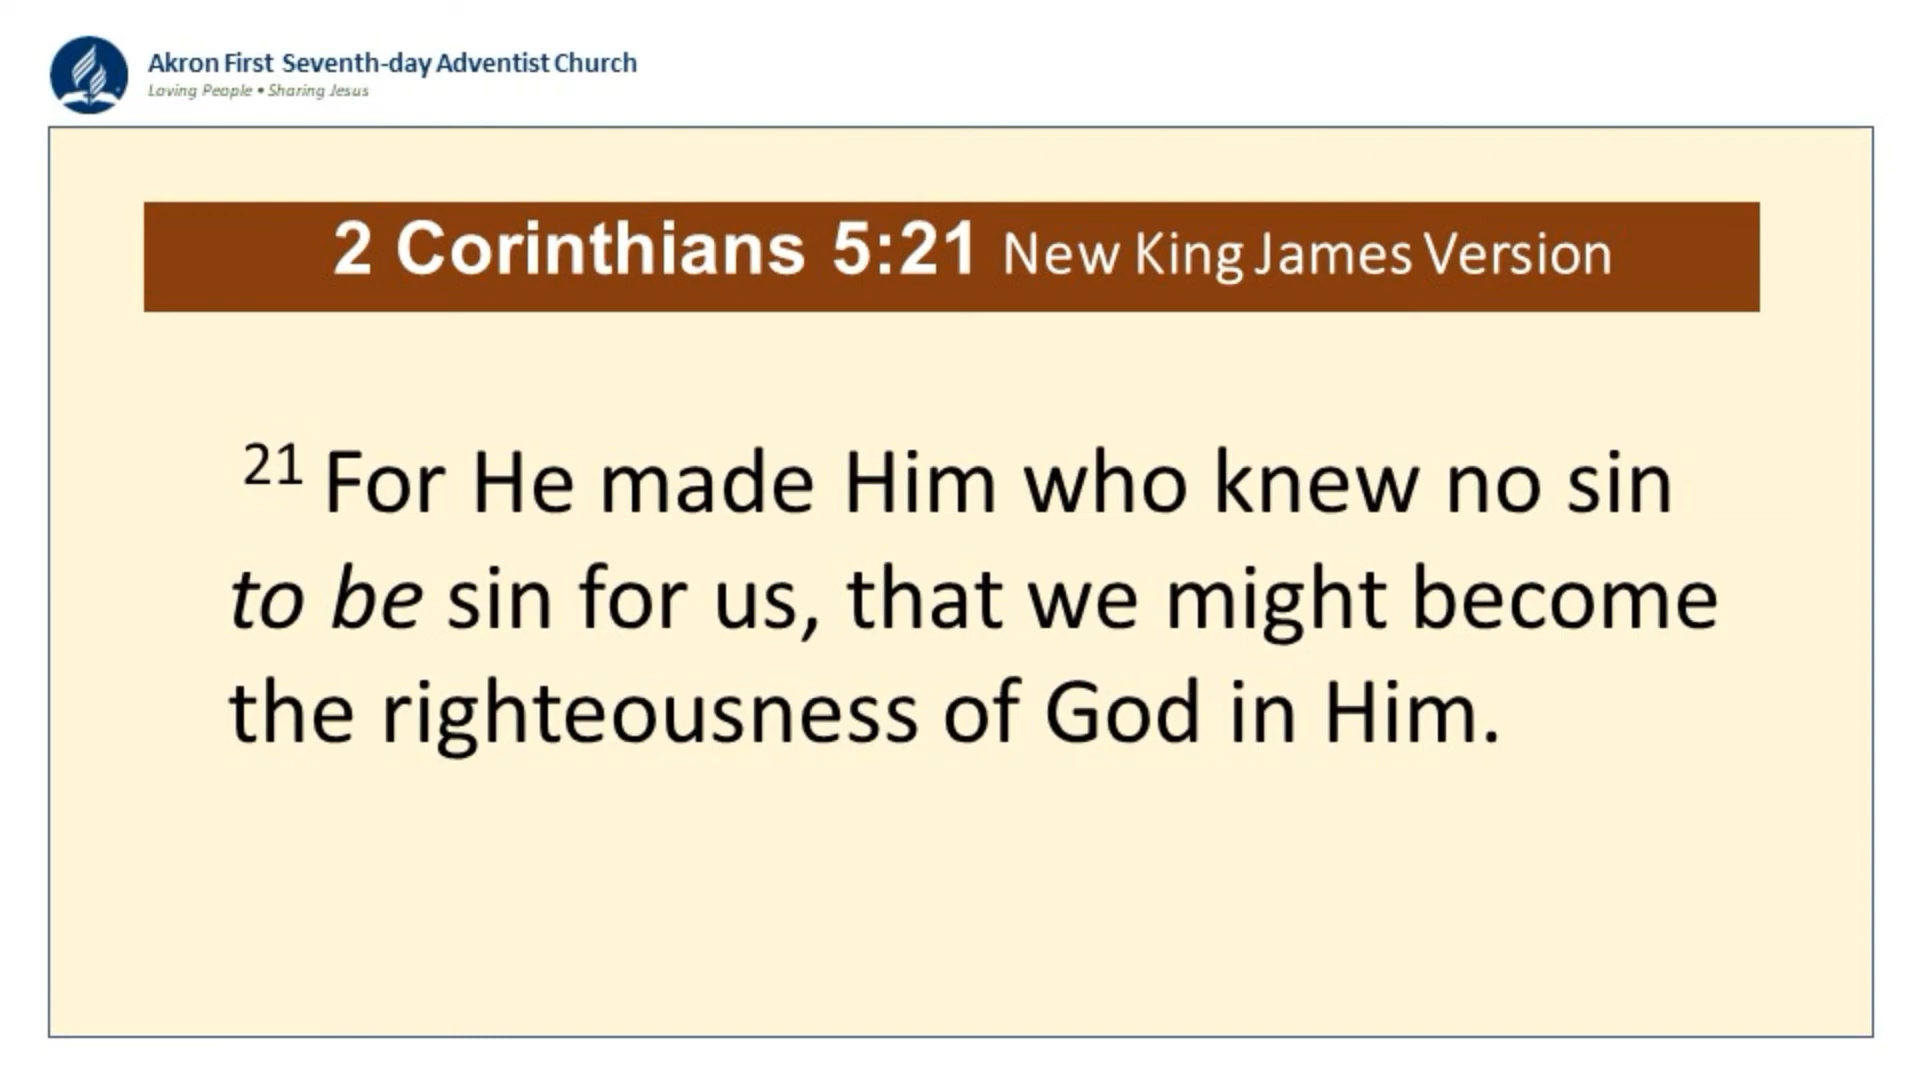 Akron First Seventh-day Adventist Church
Loving People • Sharing Jesus
2 Corinthians 5:21 New King James Version
21 For He made Him who knew no sin
to be sin for us, that we might become
the righteousness of God in Him.